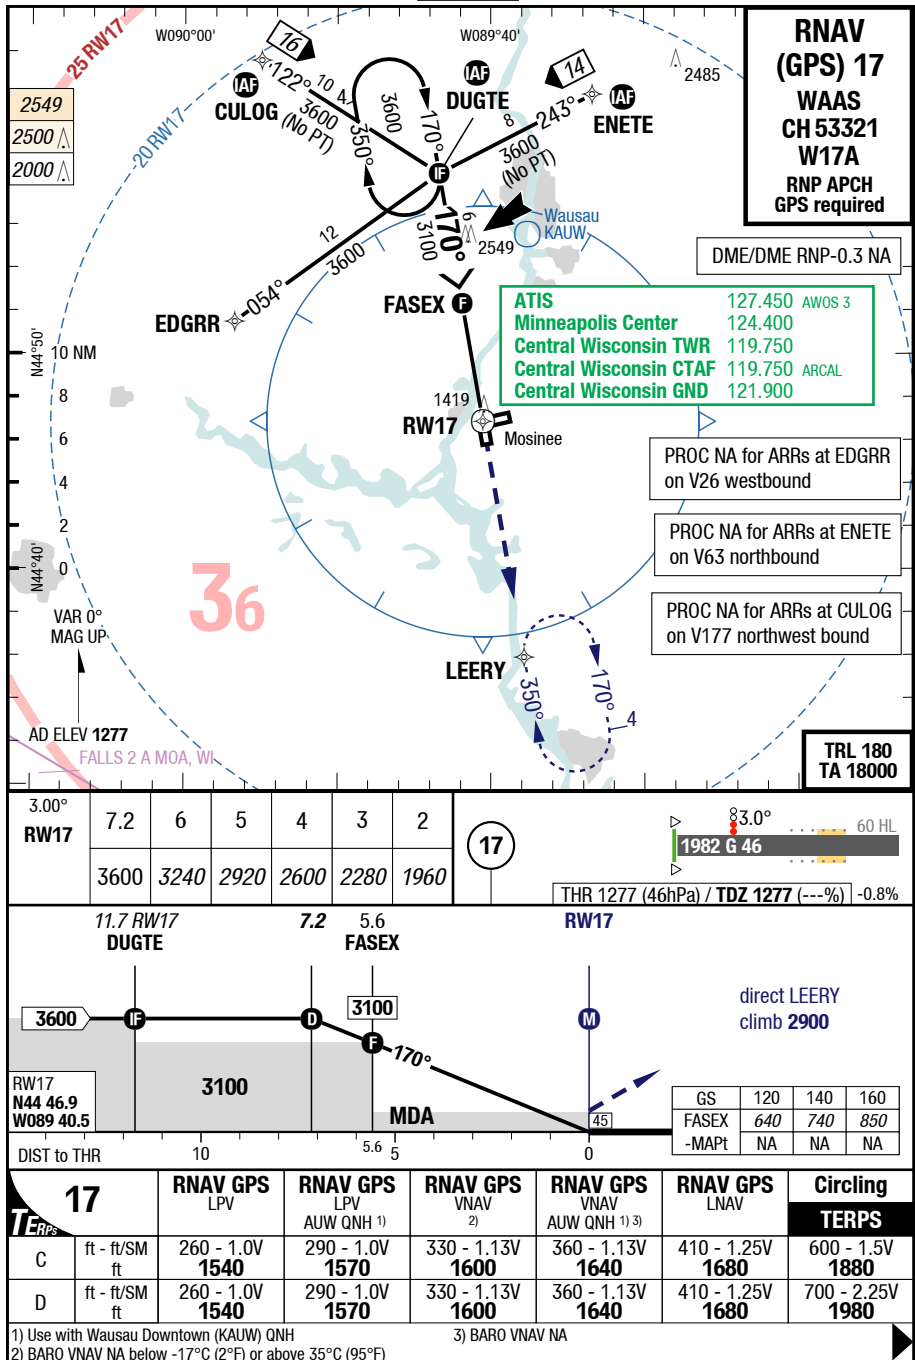 RNAV
(GPS) 17
WAAS
CH 53321
W17A
RNP APCH
GPS required
25 RW17
W090°00'
W089°40'
20 RW17
2549
2500
2000
16
IAF
CULOG
122°
10
4
3600
(No PT)
3600
350°
170°
IAF
DUGTE
14
IAF
ENETE
243°
8
3600
(No PT)
2485
IF
170°
6
3100
2549
Wausau
KAUW
12
3600
054°
EDGRR
FASEX F
DME/DME RNP-0.3 NA
ATIS 127.450 AWOS 3
Minneapolis Center 124.400
Central Wisconsin TWR 119.750
Central Wisconsin CTAF 119.750 ARCAL
Central Wisconsin GND 121.900
N44°50'
10 NM
8
6
4
2
0
N44°40'
1419
RW17
Mosinee
PROC NA for ARRs at EDGRR
on V26 westbound
PROC NA for ARRs at ENETE
on V63 northbound
PROC NA for ARRs at CULOG
on V177 northwest bound
36
VAR 0°
MAG UP
LEERY
350°
170°
4
AD ELEV 1277
FALLS 2 A MOA, WI
TRL 180
TA 18000
3.00°
RW17
7.2 6 5 4 3 2
3600 3240 2920 2600 2280 1960
17
3.0°
60 HL
1982 G 46
THR 1277 (46hPa) / TDZ 1277 (---%) -0.8%
11.7 RW17 7.2 5.6 RW17
DUGTE FASEX
3600 IF D 3100 F M
170°
direct LEERY
climb 2900
3100
MDA
45
RW17
N44 46.9
W089 40.5
DIST to THR 10 5.6 5 0
GS 120 140 160
FASEX 640 740 850
-MAPt NA NA NA
TERPS 17
RNAV GPS RNAV GPS RNAV GPS RNAV GPS RNAV GPS Circling
LPV LPV VNAV VNAV LNAV TERPS
AUW QNH 1) 2) AUW QNH 1) 3)
C ft - ft/SM 260 - 1.0V 290 - 1.0V 330 - 1.13V 360 - 1.13V 410 - 1.25V 600 - 1.5V
ft 1540 1570 1600 1640 1680 1880
D ft - ft/SM 260 - 1.0V 290 - 1.0V 330 - 1.13V 360 - 1.13V 410 - 1.25V 700 - 2.25V
ft 1540 1570 1600 1640 1680 1980
1) Use with Wausau Downtown (KAUW) QNH 3) BARO VNAV NA
2) BARO VNAV NA below -17°C (2°F) or above 35°C (95°F)